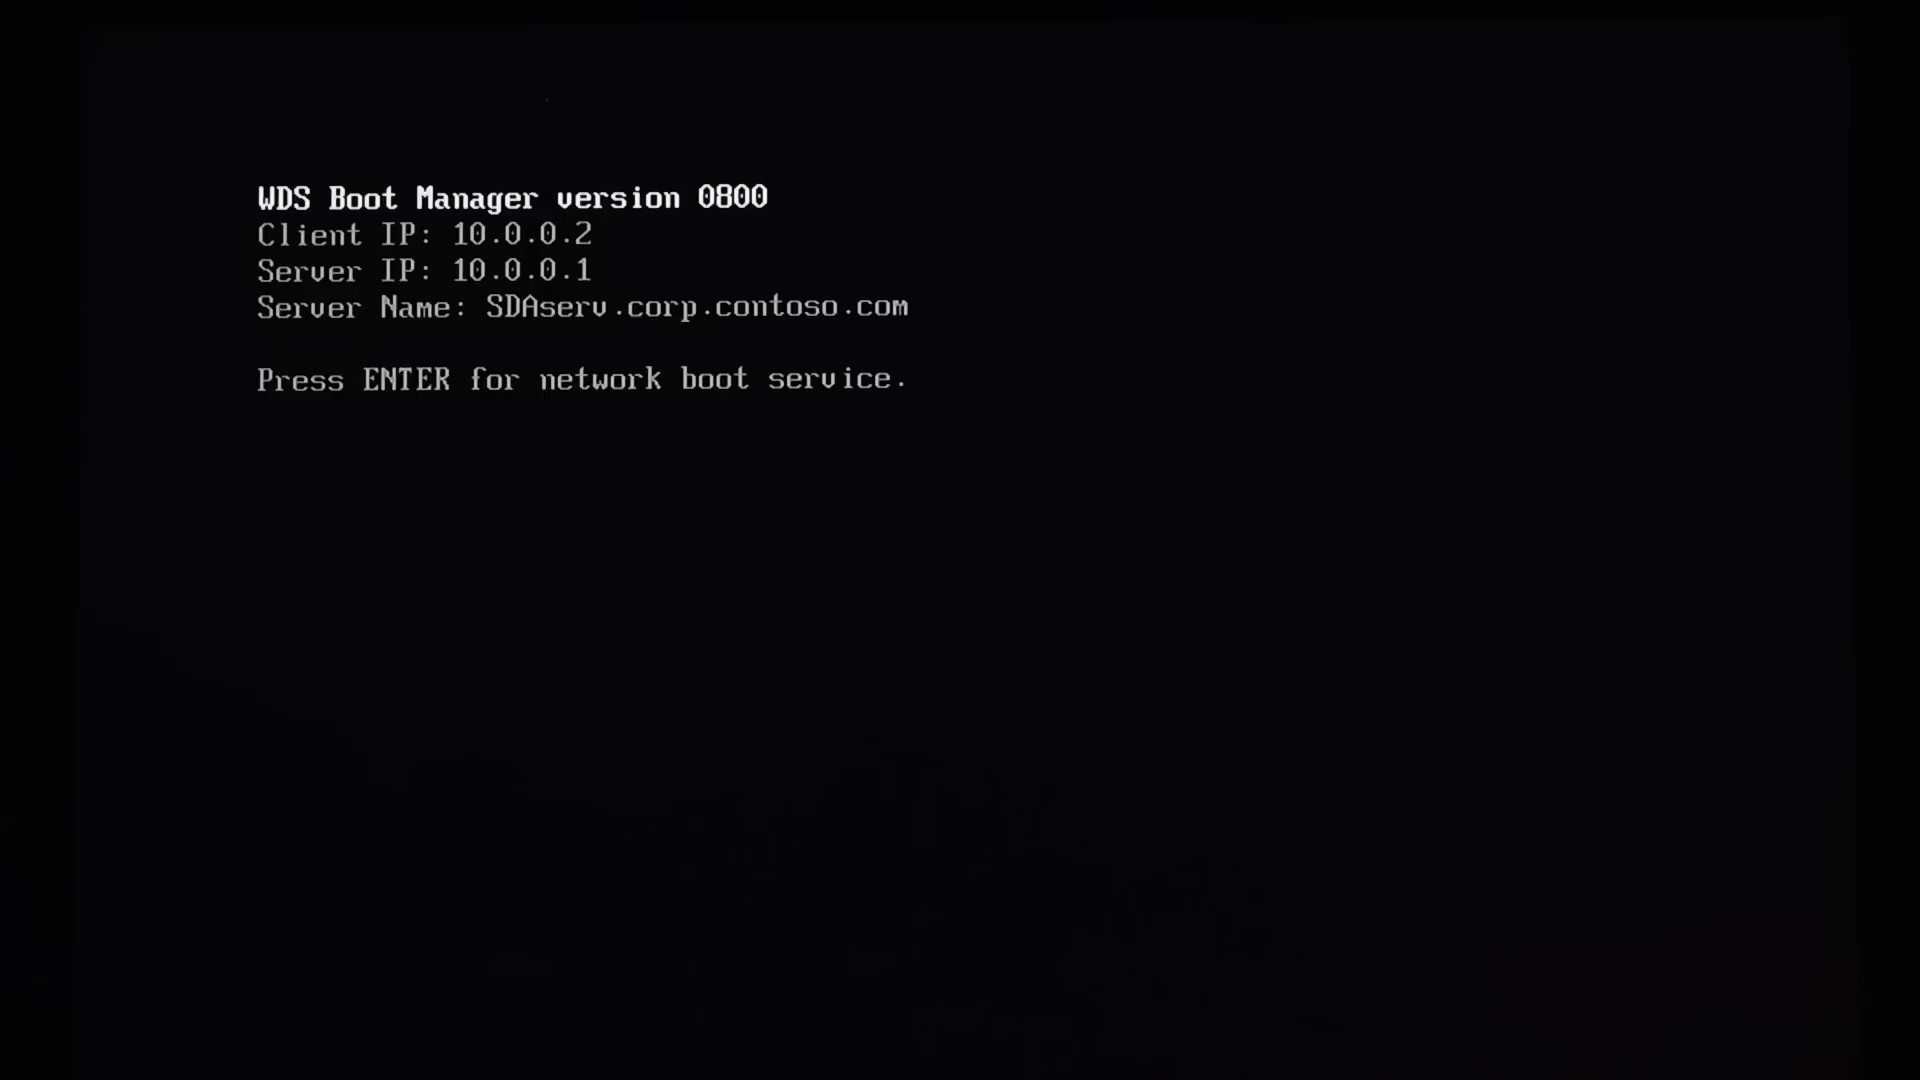 WDS Boot Manager version 0800
Client IP: 10.0.0.2
Server IP: 10.0.0.1
Server Name: SDAserv.corp.contoso.com
Press ENTER for network boot service.